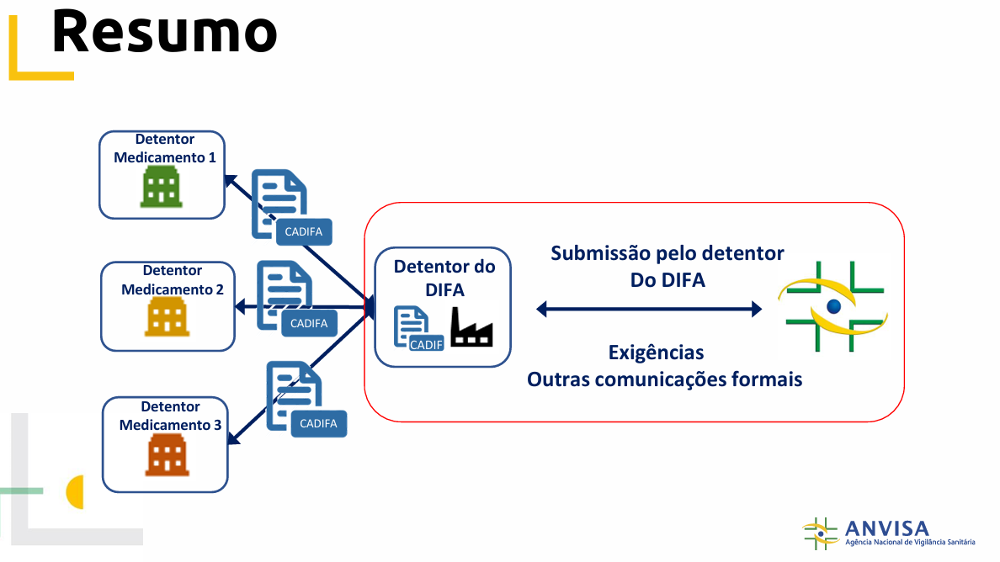 Resumo
Detentor
Medicamento 1
CADIFA
Detentor
Medicamento 2
CADIFA
Detentor
Medicamento 3
CADIFA
Detentor do
DIFA
CADIF
Submissão pelo detentor
Do DIFA
Exigências
Outras comunicações formais
ANVISA
Agência Nacional de Vigilância Sanitária